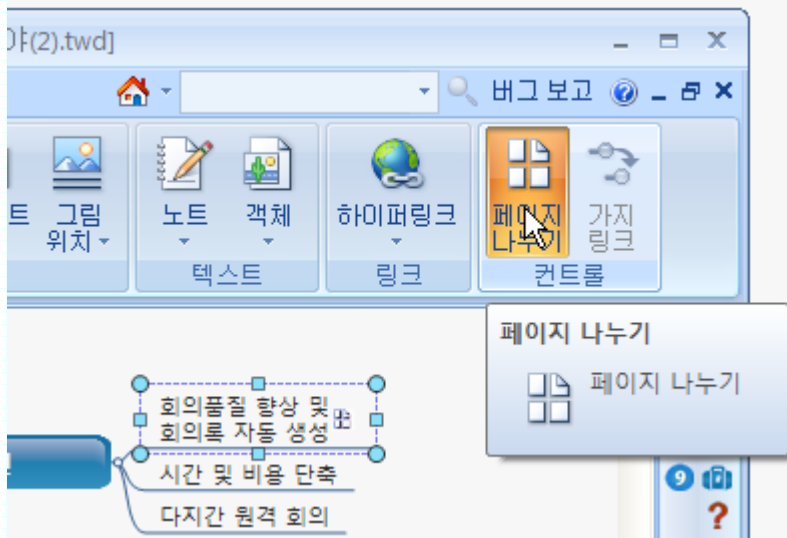 (2).twd]
버그 보고
그림
위치
노트
객체
하이퍼링크
페이지
나누기
가지
링크
텍스트
링크
컨트롤
페이지 나누기
페이지 나누기
회의품질 향상 및
회의록 자동 생성
시간 및 비용 단축
다지간 원격 회의
9
?